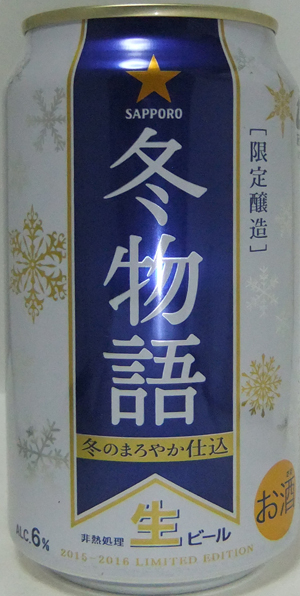 SAPPORO
冬物語
[限定醸造]
冬のまろやか仕込
お酒
ALC.6%
非熱処理 生 ビール
2015-2016 LIMITED EDITION